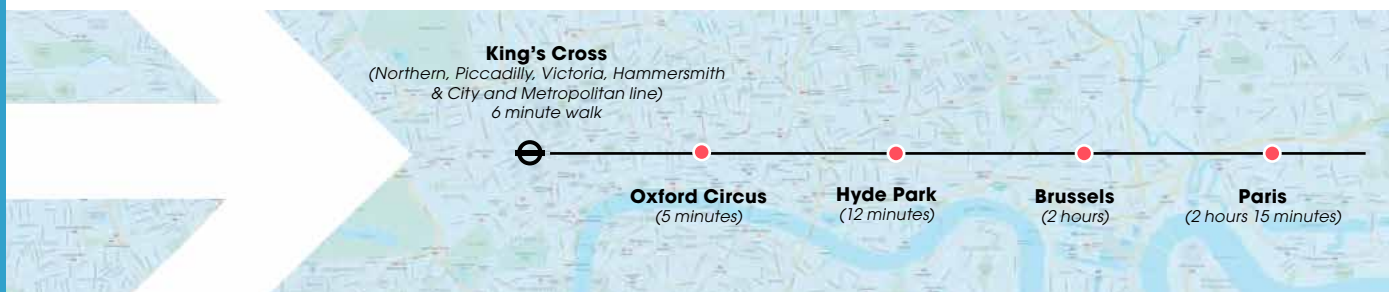 King's Cross
(Northern, Piccadilly, Victoria, Hammersmith
& City and Metropolitan line)
6 minute walk
Oxford Circus
(5 minutes)
Hyde Park
(12 minutes)
Brussels
(2 hours)
Paris
(2 hours 15 minutes)